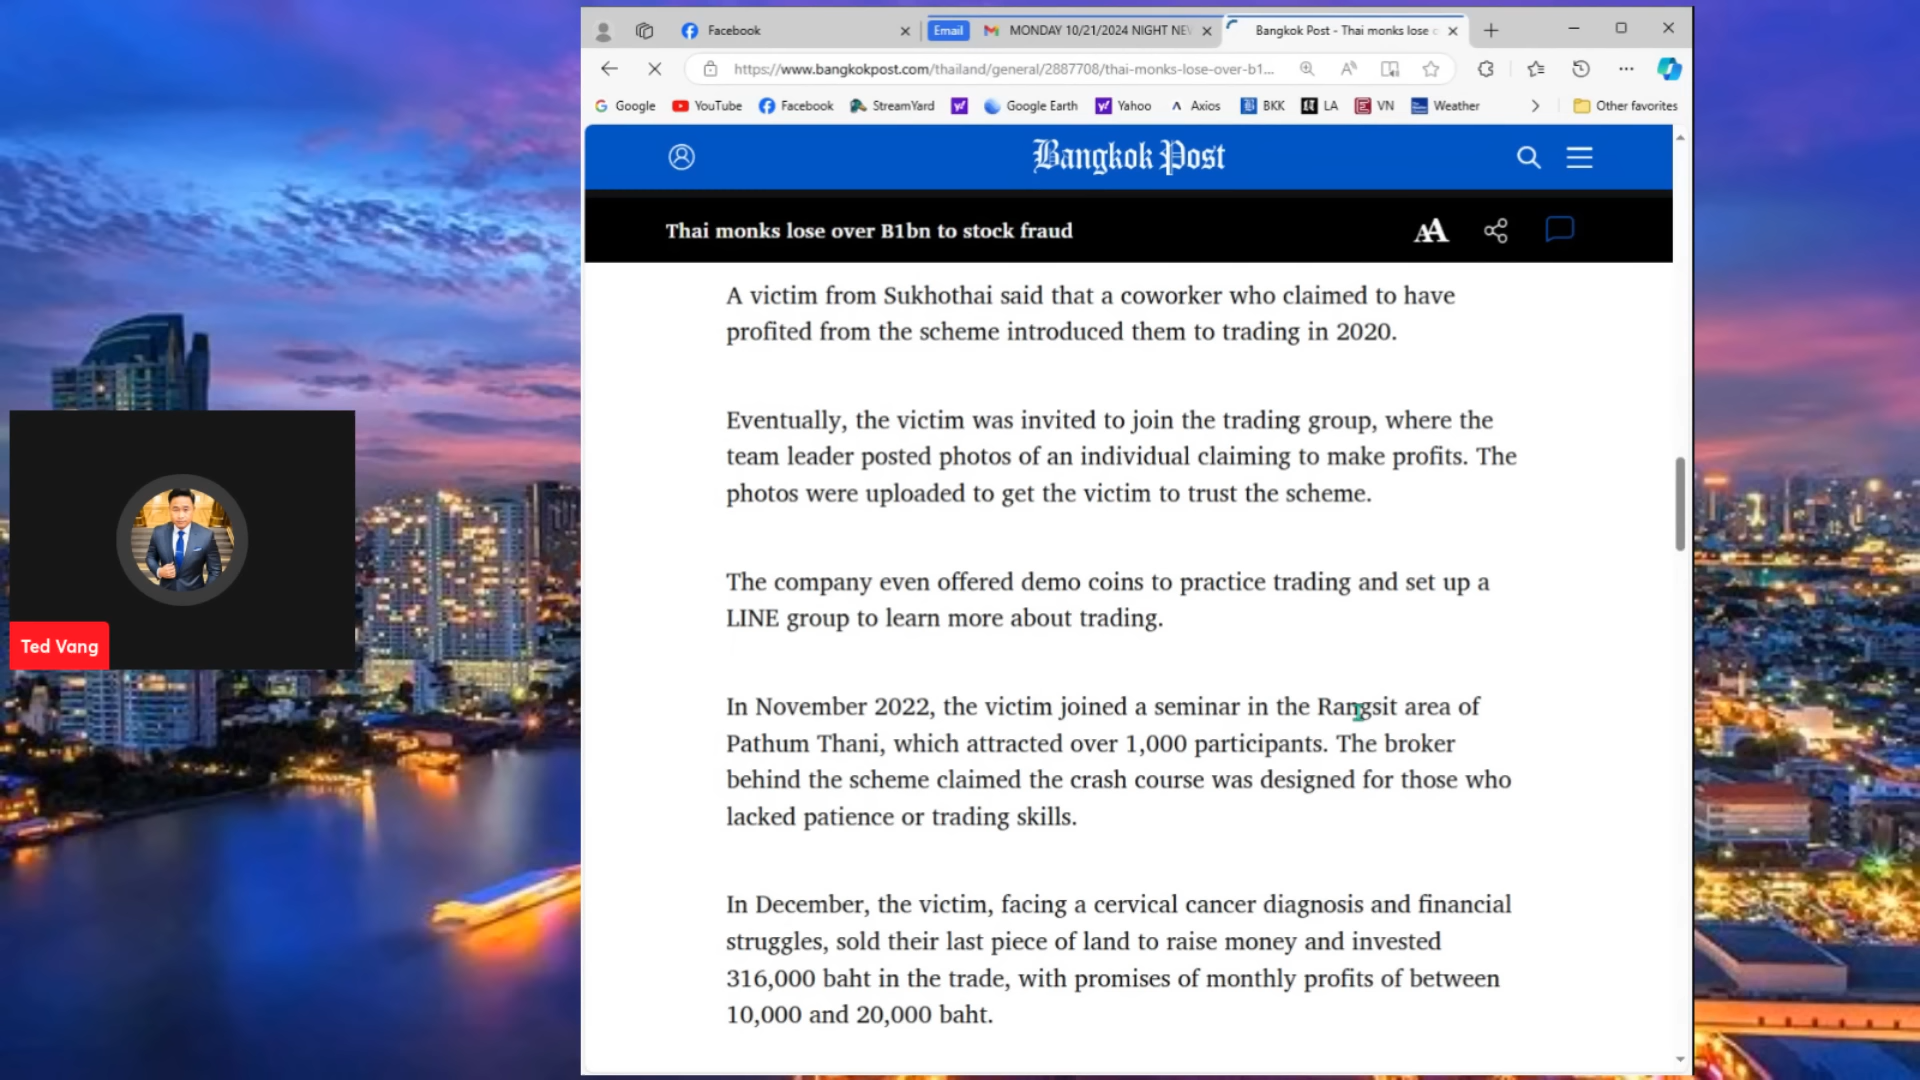 Facebook
Email
MONDAY 10/21/2024 NIGHT NEV
Bangkok Post - Thai monks lose o
https://www.bangkokpost.com/thailand/general/2887708/thai-monks-lose-over-b1...
Google
YouTube
Facebook
StreamYard
Google Earth
Yahoo
Axios
BKK
LA
VN
Weather
Other favorites
Bangkok Post
Thai monks lose over B1bn to stock fraud
A victim from Sukhothai said that a coworker who claimed to have
profited from the scheme introduced them to trading in 2020.
Eventually, the victim was invited to join the trading group, where the
team leader posted photos of an individual claiming to make profits. The
photos were uploaded to get the victim to trust the scheme.
The company even offered demo coins to practice trading and set up a
LINE group to learn more about trading.
In November 2022, the victim joined a seminar in the Rangsit area of
Pathum Thani, which attracted over 1,000 participants. The broker
behind the scheme claimed the crash course was designed for those who
lacked patience or trading skills.
In December, the victim, facing a cervical cancer diagnosis and financial
struggles, sold their last piece of land to raise money and invested
316,000 baht in the trade, with promises of monthly profits of between
10,000 and 20,000 baht.
Ted Vang